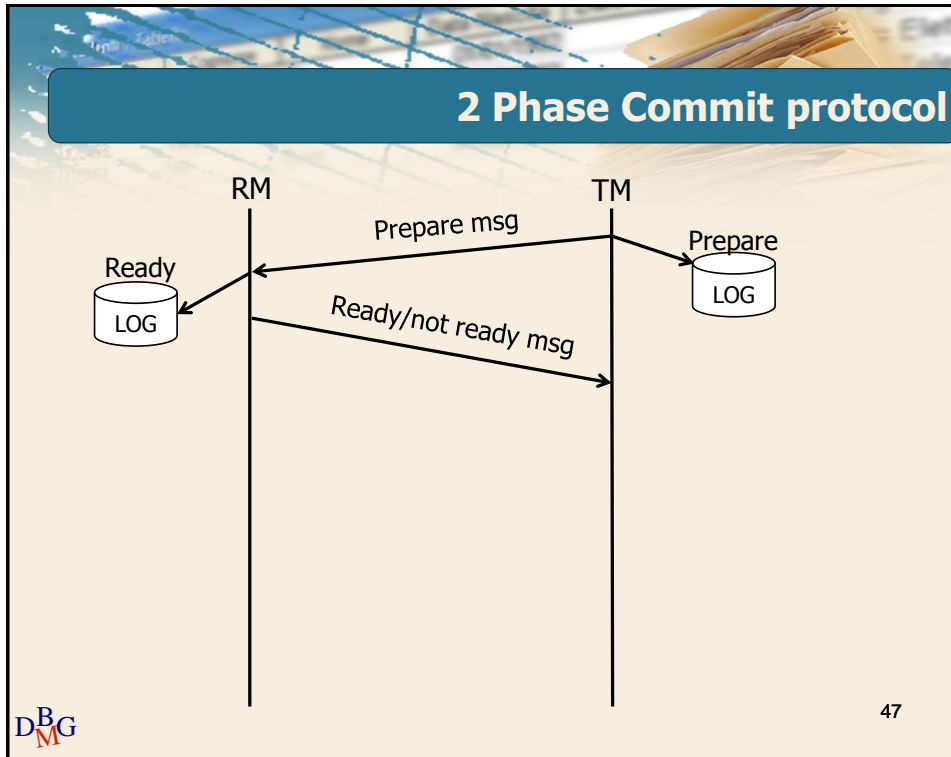 2 Phase Commit protocol
RM
TM
Prepare msg
Prepare
Ready
LOG
LOG
Ready/not ready msg
DBMG
47